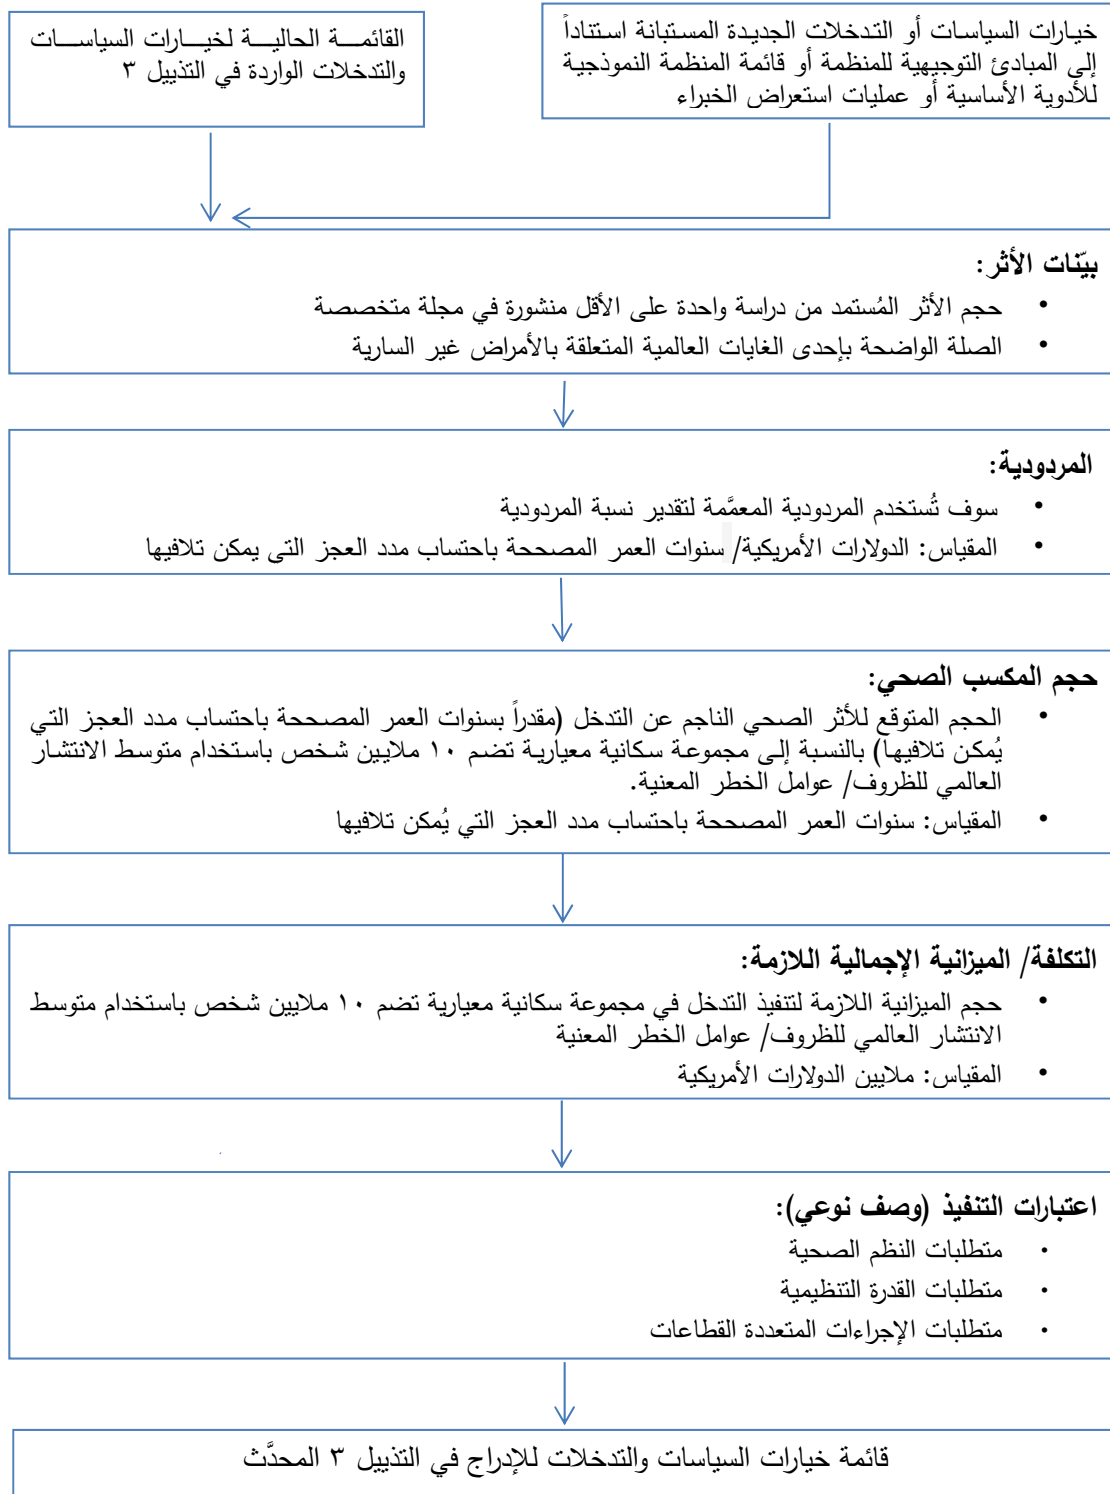 خيارات السياسات أو التدخلات الجديدة المستبانة استناداً
إلى المبادئ التوجيهية للمنظمة أو قائمة المنظمة النموذجية
للأدوية الأساسية أو عمليات استعراض الخبراء
القائمة الحالية لخيارات السياسات
والتدخلات الواردة في التذييل ٣
بيّنات الأثر:
• حجم الأثر المُستمد من دراسة واحدة على الأقل منشورة في مجلة متخصصة
• الصلة الواضحة بإحدى الغايات العالمية المتعلقة بالأمراض غير السارية
المردودية:
• سوف تُستخدم المردودية المعمَّمة لتقدير نسبة المردودية
• المقياس: الدولارات الأمريكية/ سنوات العمر المصححة باحتساب مدد العجز التي يمكن تلافيها
حجم المكسب الصحي:
• الحجم المتوقع للأثر الصحي الناجم عن التدخل (مقدراً بسنوات العمر المصححة باحتساب مدد العجز التي
يُمكن تلافيها) بالنسبة إلى مجموعة سكانية معيارية تضم ١٠ ملايين شخص باستخدام متوسط الانتشار
العالمي للظروف/ عوامل الخطر المعنية.
• المقياس: سنوات العمر المصححة باحتساب مدد العجز التي يُمكن تلافيها
التكلفة/ الميزانية الإجمالية اللازمة:
• حجم الميزانية اللازمة لتنفيذ التدخل في مجموعة سكانية معيارية تضم ١٠ ملايين شخص باستخدام متوسط
الانتشار العالمي للظروف/ عوامل الخطر المعنية
• المقياس: ملايين الدولارات الأمريكية
اعتبارات التنفيذ (وصف نوعي):
• متطلبات النظم الصحية
• متطلبات القدرة التنظيمية
• متطلبات الإجراءات المتعددة القطاعات
قائمة خيارات السياسات والتدخلات للإدراج في التذييل ٣ المحدَّث